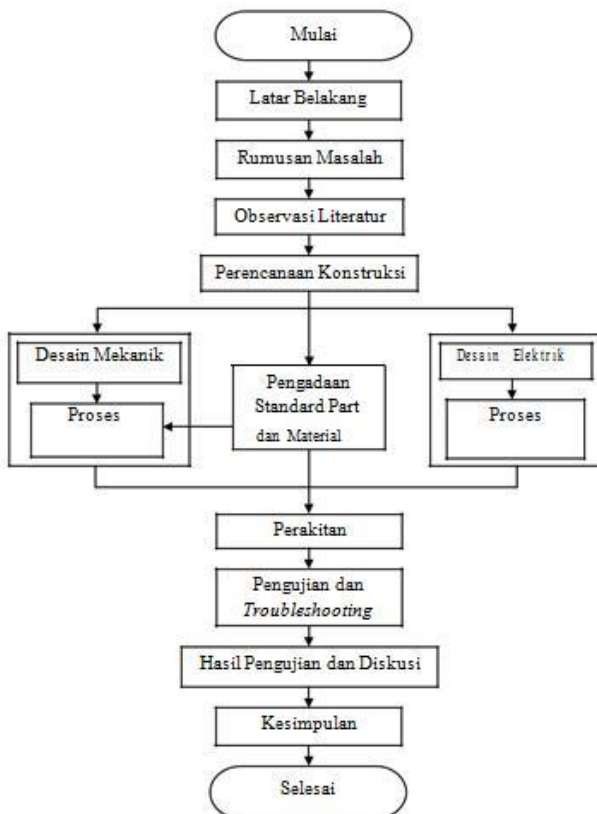 Mulai
Latar Belakang
Rumusan Masalah
Observasi Literatur
Perencanaan Konstruksi
Desain Mekanik
Proses
Pengadaan
Standard Part
dan Material
Desain Elektrik
Proses
Perakitan
Pengujian dan
Troubleshooting
Hasil Pengujian dan Diskusi
Kesimpulan
Selesai